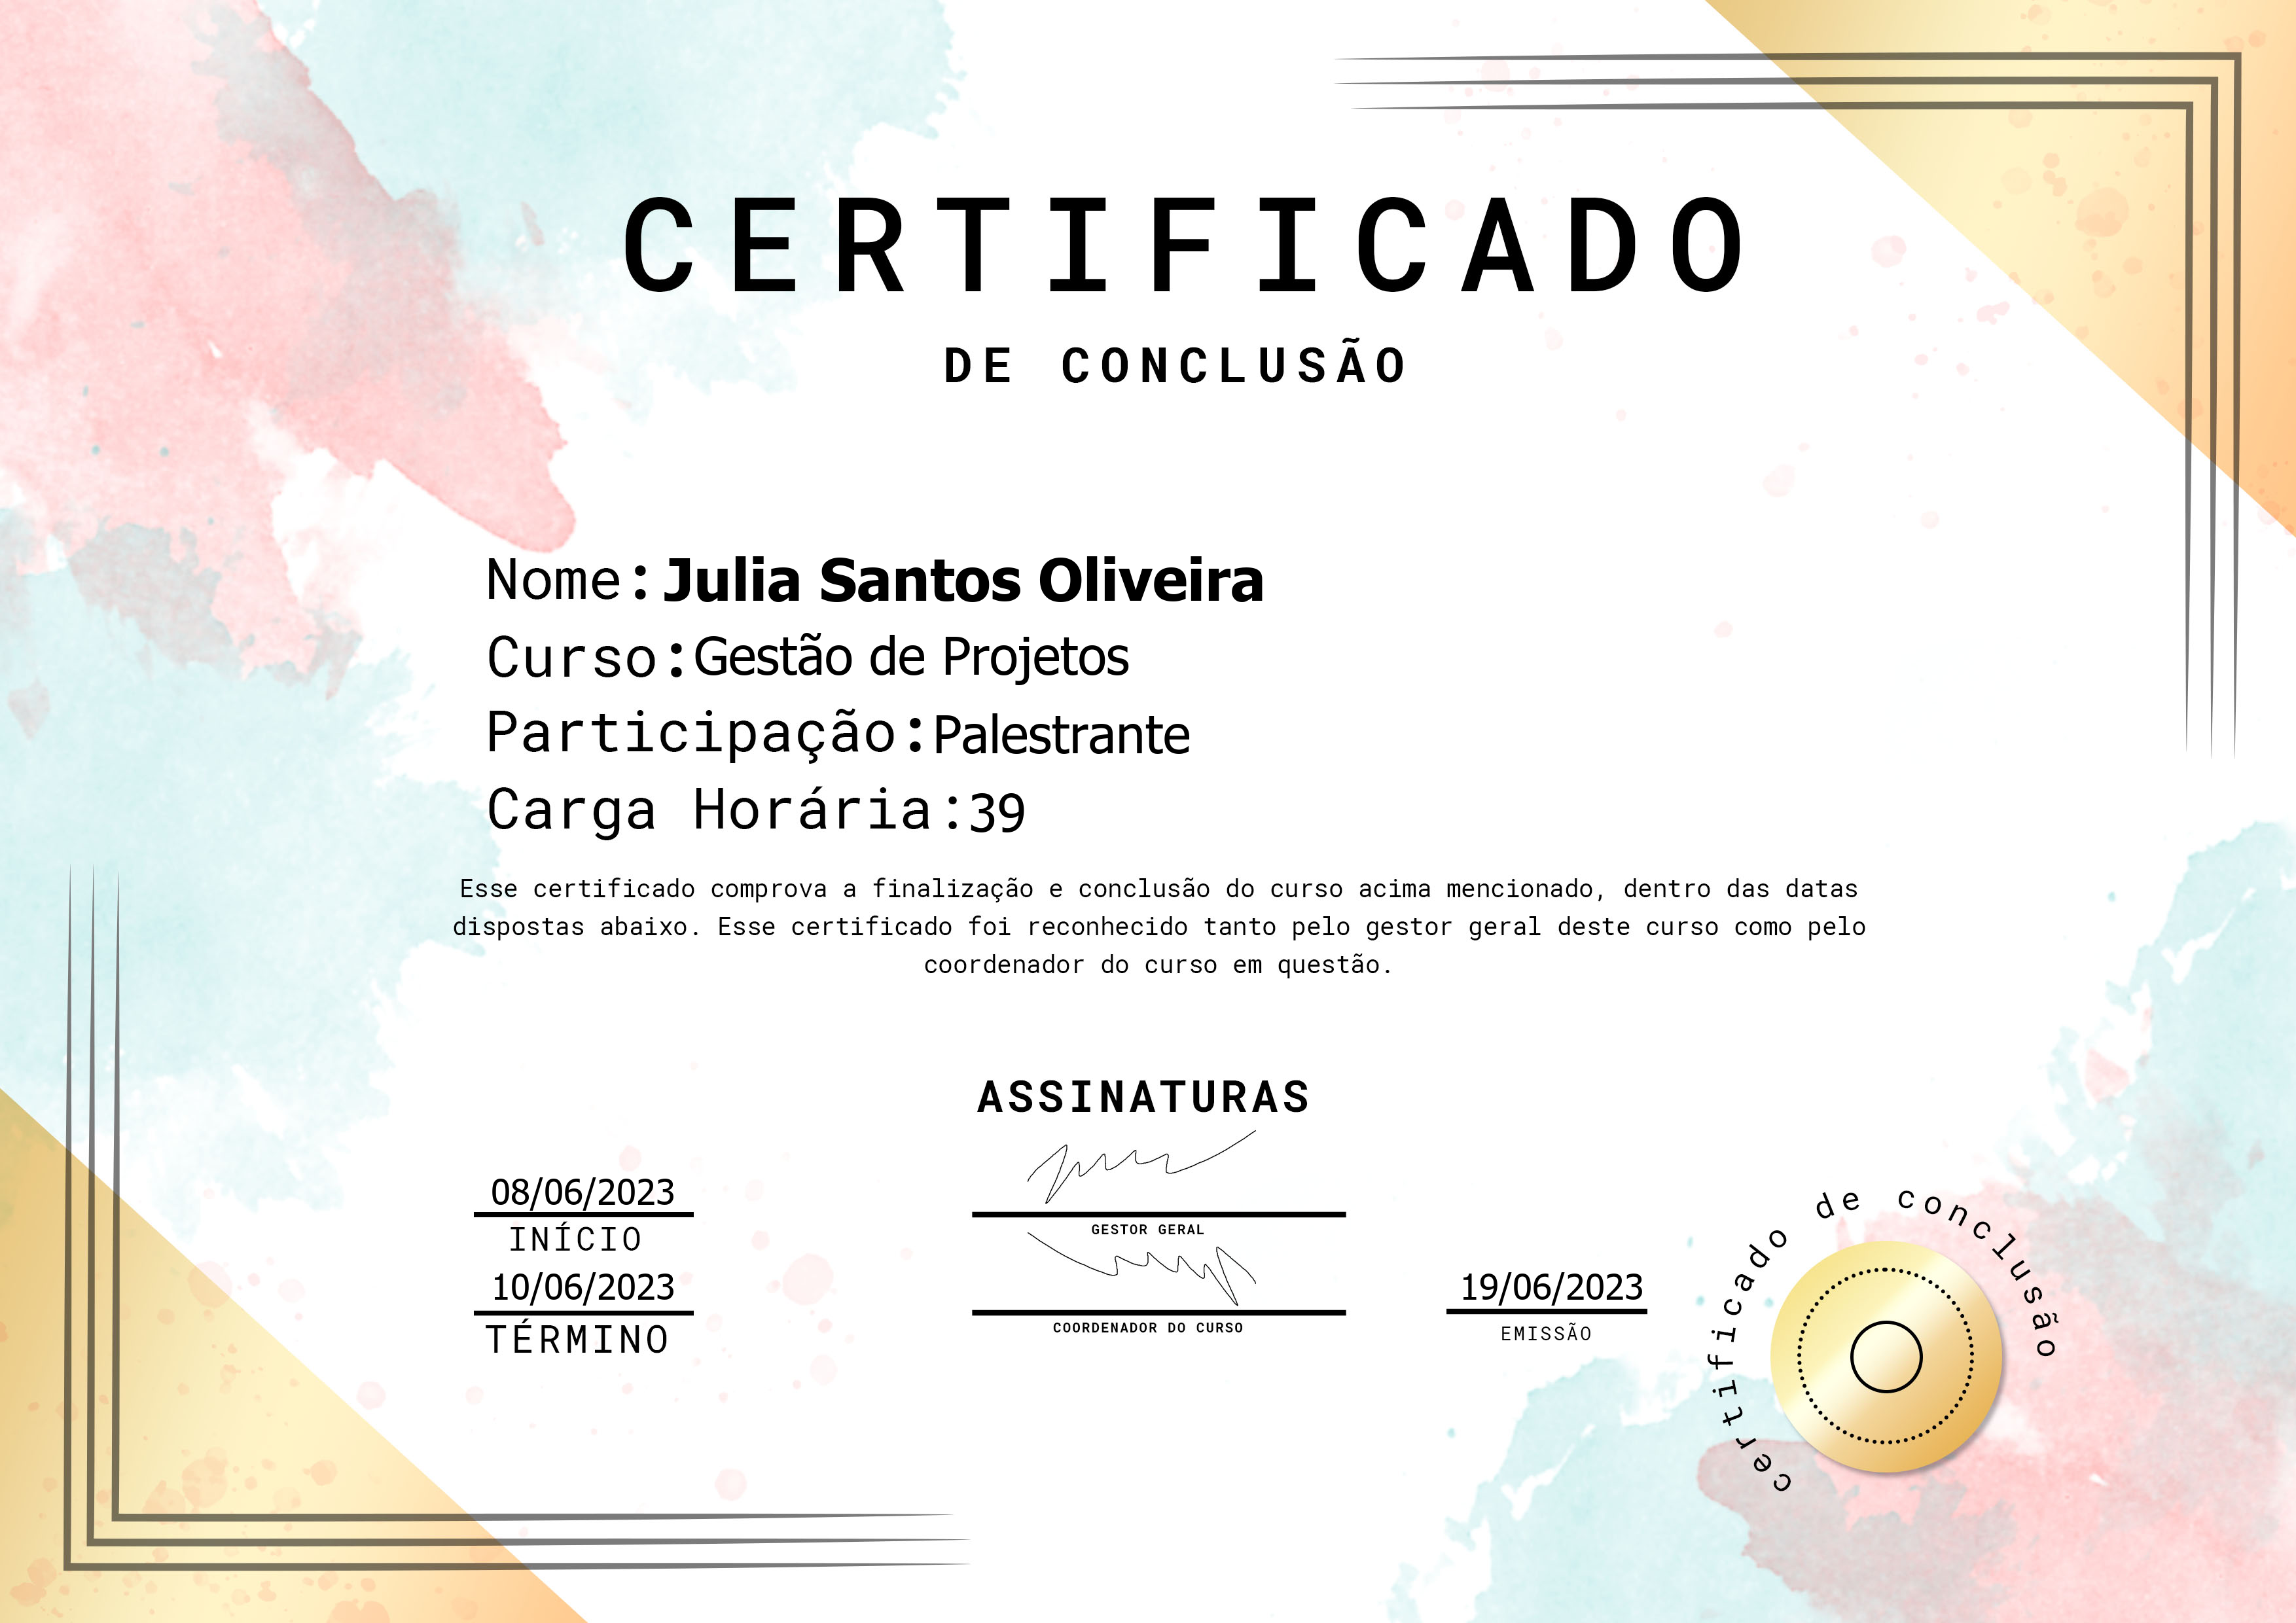 CERTIFICADO
DE CONCLUSÃO
Nome: Julia Santos Oliveira
Curso: Gestão de Projetos
Participação: Palestrante
Carga Horária: 39
Esse certificado comprova a finalização e conclusão do curso acima mencionado, dentro das datas
dispostas abaixo. Esse certificado foi reconhecido tanto pelo gestor geral deste curso como pelo
coordenador do curso em questão.
ASSINATURAS
08/06/2023
INÍCIO
10/06/2023
TÉRMINO
GESTOR GERAL
COORDENADOR DO CURSO
19/06/2023
EMISSÃO
certificado de conclusão